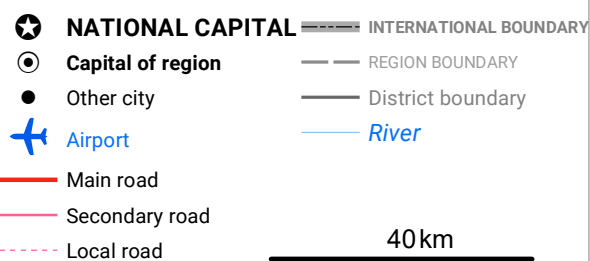 NATIONAL CAPITAL
Capital of region
Other city
Airport
Main road
Secondary road
Local road
INTERNATIONAL BOUNDARY
REGION BOUNDARY
District boundary
River
40 km